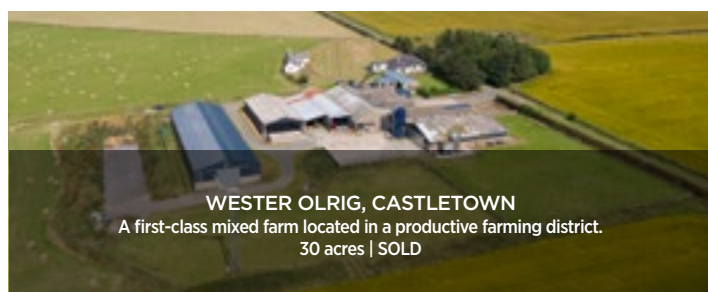 WESTER OLRIG, CASTLETOWN
A first-class mixed farm located in a productive farming district.
30 acres | SOLD